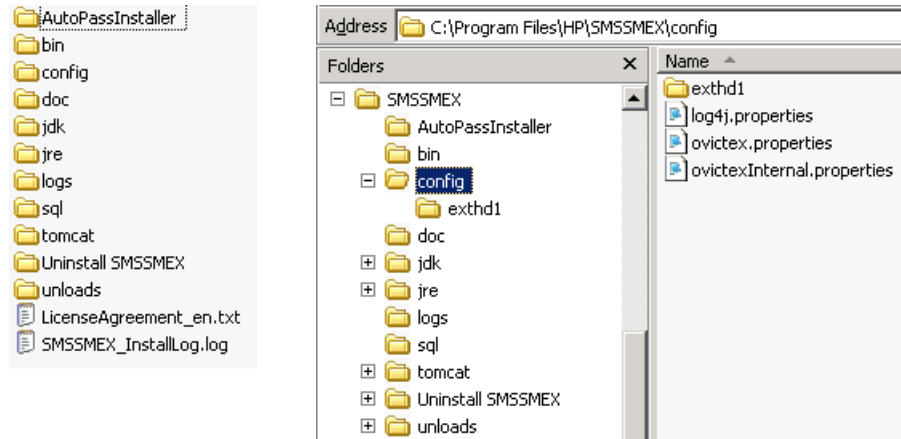 AutoPassInstaller
bin
config
doc
jdk
jre
logs
sql
tomcat
Uninstall SMSSMEX
unloads
LicenseAgreement_en.txt
SMSSMEX_InstallLog.log
Address C:\Program Files\HP\SMSSMEX\config
Folders
SMSSMEX
AutoPassInstaller
bin
config
exthd1
doc
jdk
jre
logs
sql
tomcat
Uninstall SMSSMEX
unloads
Name
exthd1
log4j.properties
ovictex.properties
ovictexInternal.properties